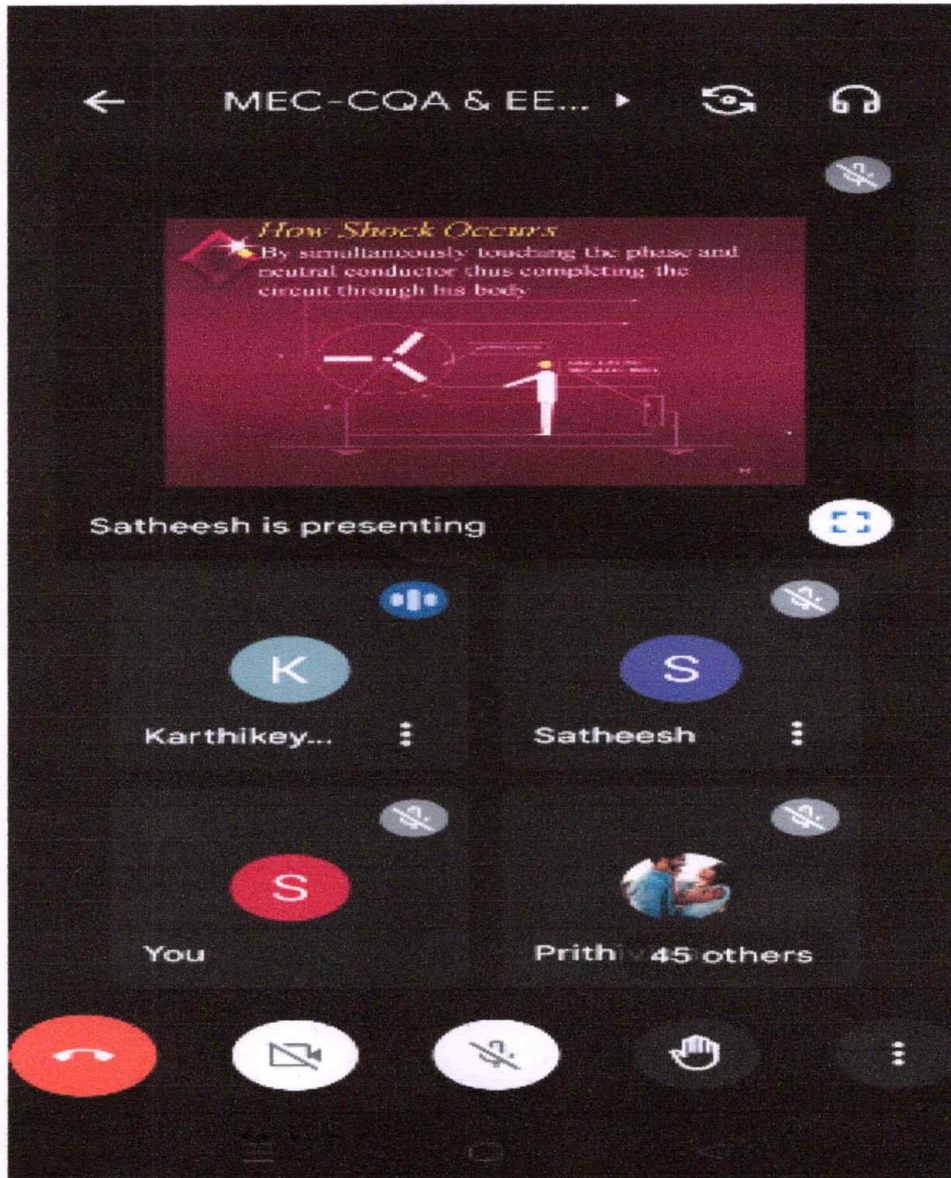 MEC-CQA & EE...
How Shock Occurs
By simultaneously touching the phase and
neutral conductor thus completing the
circuit through his body
Satheesh is presenting
K
S
Karthikey...
Satheesh
S
You
Prith 45 others